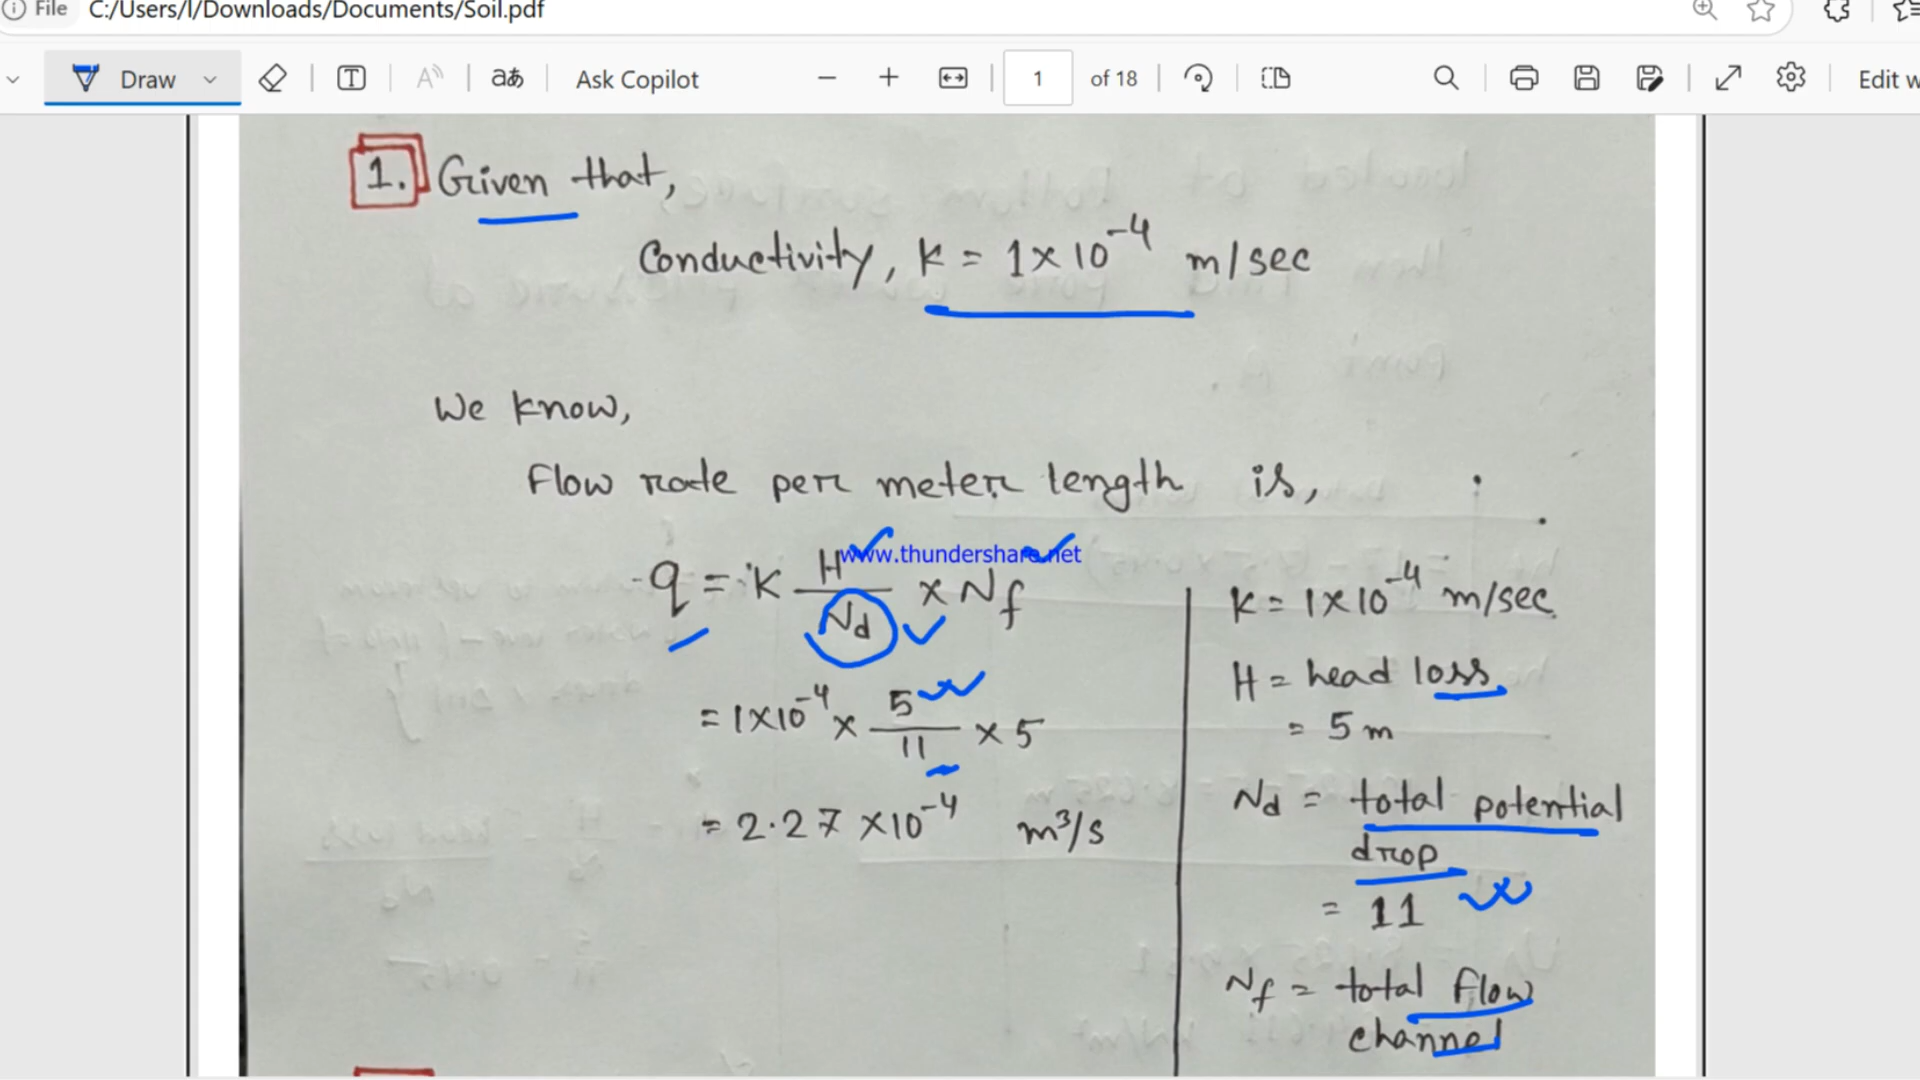 File C:/Users/I/Downloads/Documents/Soil.pdf
Draw Ask Copilot 1 of 18 Edit w
1. Given that,
Conductivity, k = 1×10⁻⁴ m/sec
We know,
Flow rate per meter length is,
www.thundershare.net
q = k H/Nd × Nf
= 1×10⁻⁴ × 5/11 × 5
= 2.27 ×10⁻⁴ m³/s
k = 1×10⁻⁴ m/sec
H = head loss
= 5 m
Nd = total potential
drop
= 11
Nf = total flow
channel